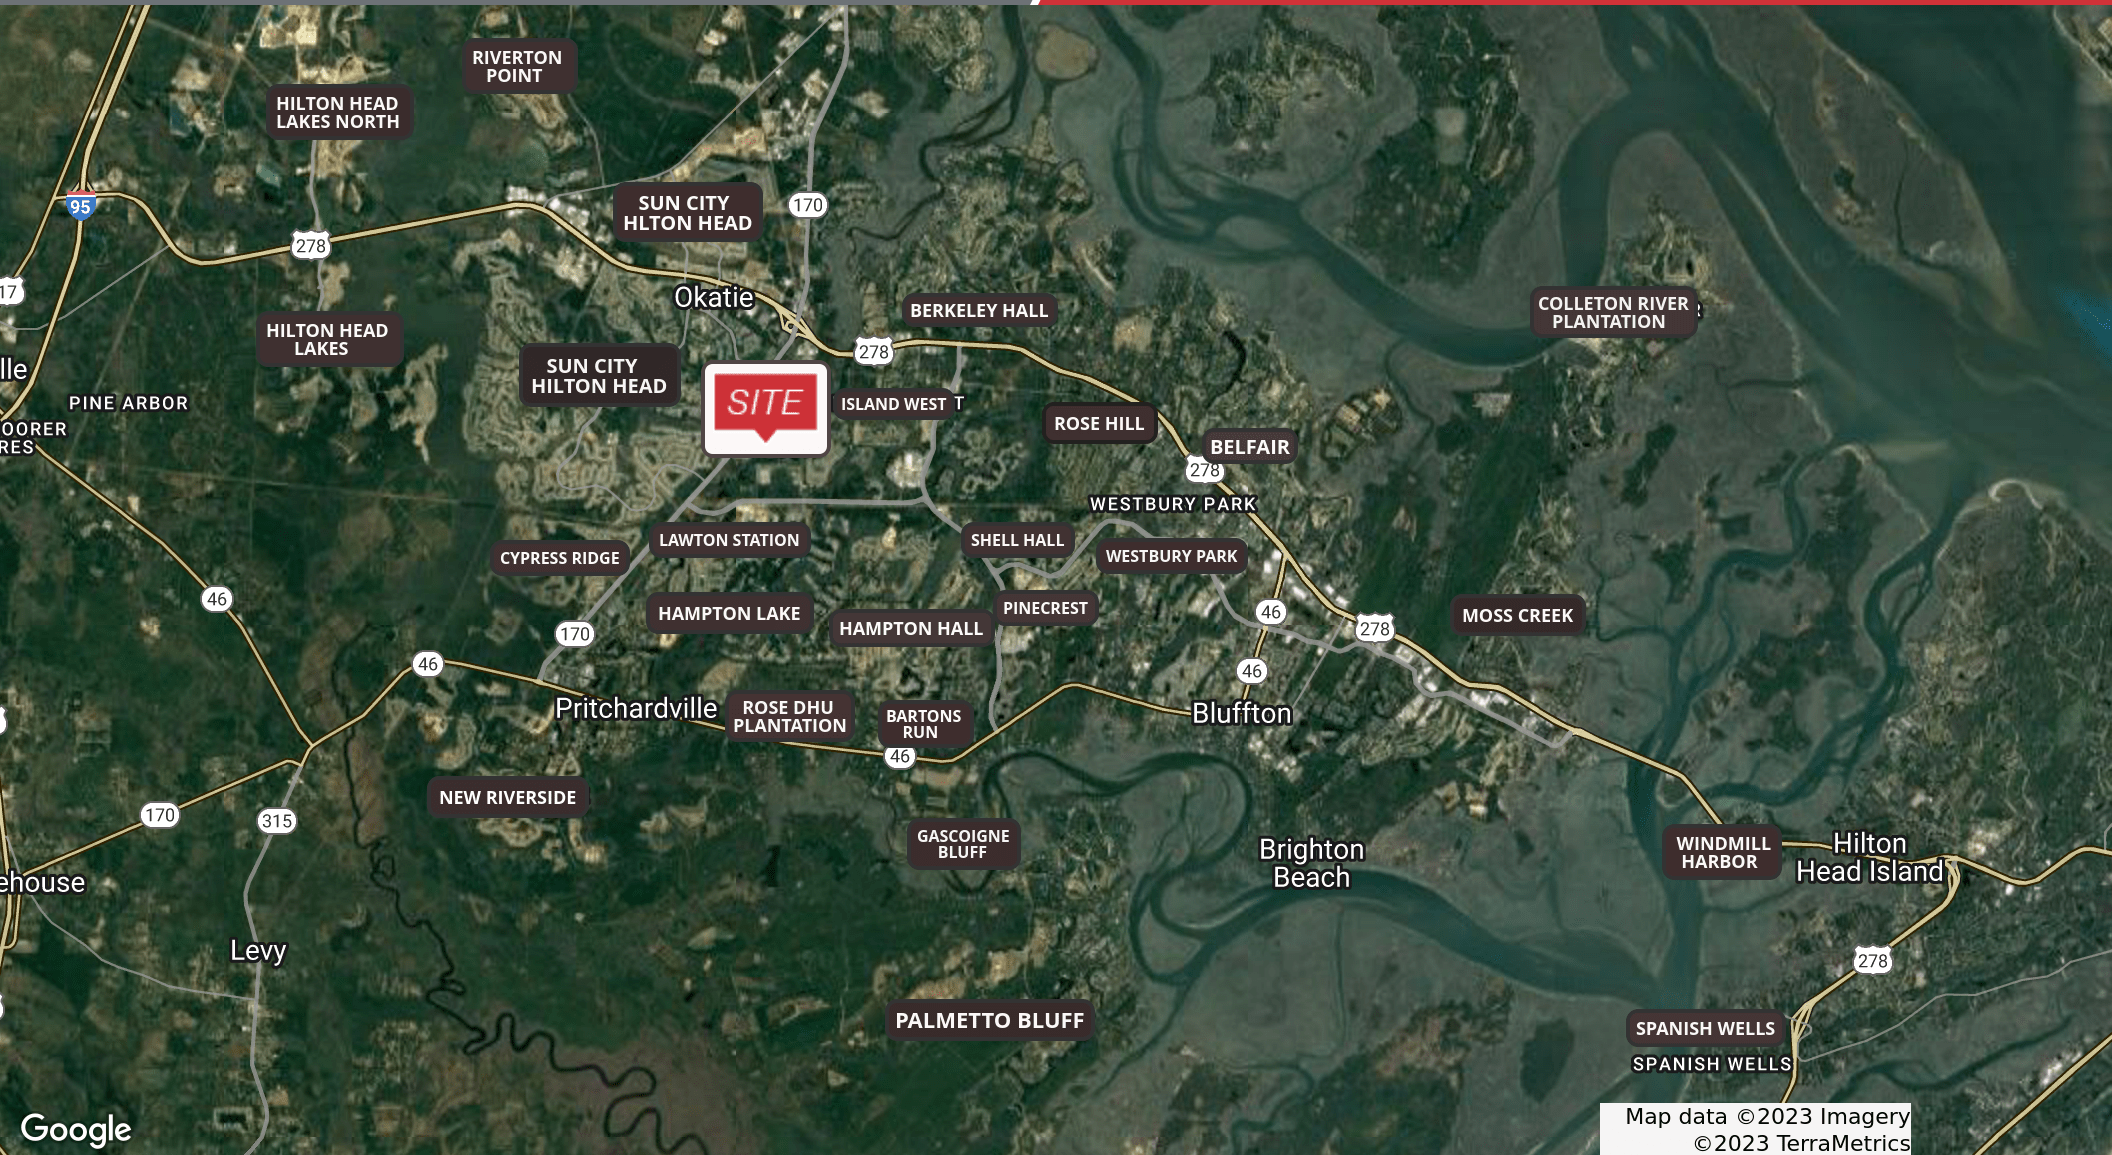 RIVERTON
POINT
HILTON HEAD
LAKES NORTH
95
SUN CITY
HLTON HEAD
170
278
17
Okatie
BERKELEY HALL
COLLETON RIVER
PLANTATION
HILTON HEAD
LAKES
278
lle
SUN CITY
HILTON HEAD
PINE ARBOR
SITE
ISLAND WEST
T
OORER
RES
ROSE HILL
BELFAIR
278
WESTBURY PARK
CYPRESS RIDGE
LAWTON STATION
SHELL HALL
WESTBURY PARK
46
HAMPTON LAKE
HAMPTON HALL
PINECREST
46
278
MOSS CREEK
170
46
46
Pritchardville
ROSE DHU
PLANTATION
BARTONS
RUN
46
Bluffton
NEW RIVERSIDE
170
315
GASCOIGNE
BLUFF
Brighton
Beach
WINDMILL
HARBOR
Hilton
Head Island
ehouse
Levy
278
PALMETTO BLUFF
SPANISH WELLS
SPANISH WELLS
Google
Map data ©2023 Imagery
©2023 TerraMetrics